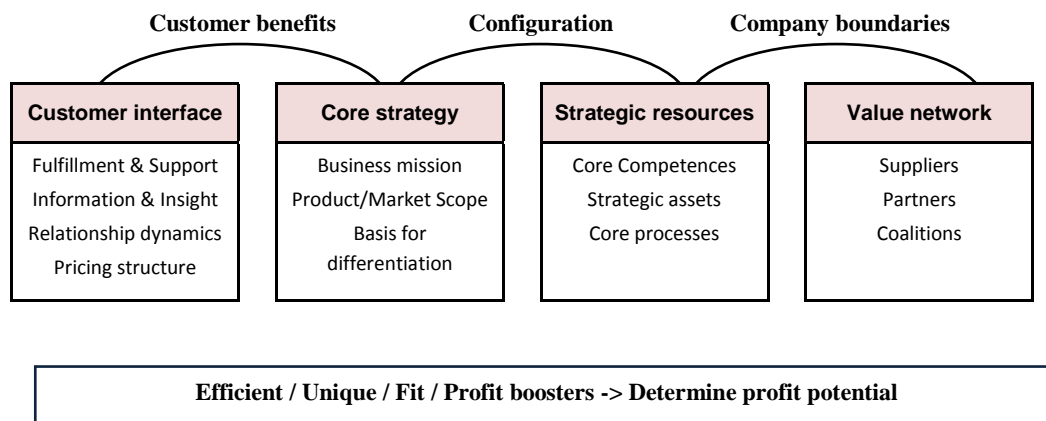 Customer benefits
Configuration
Company boundaries
Customer interface
Fulfillment & Support
Information & Insight
Relationship dynamics
Pricing structure
Core strategy
Business mission
Product/Market Scope
Basis for
differentiation
Strategic resources
Core Competences
Strategic assets
Core processes
Value network
Suppliers
Partners
Coalitions
Efficient / Unique / Fit / Profit boosters -> Determine profit potential